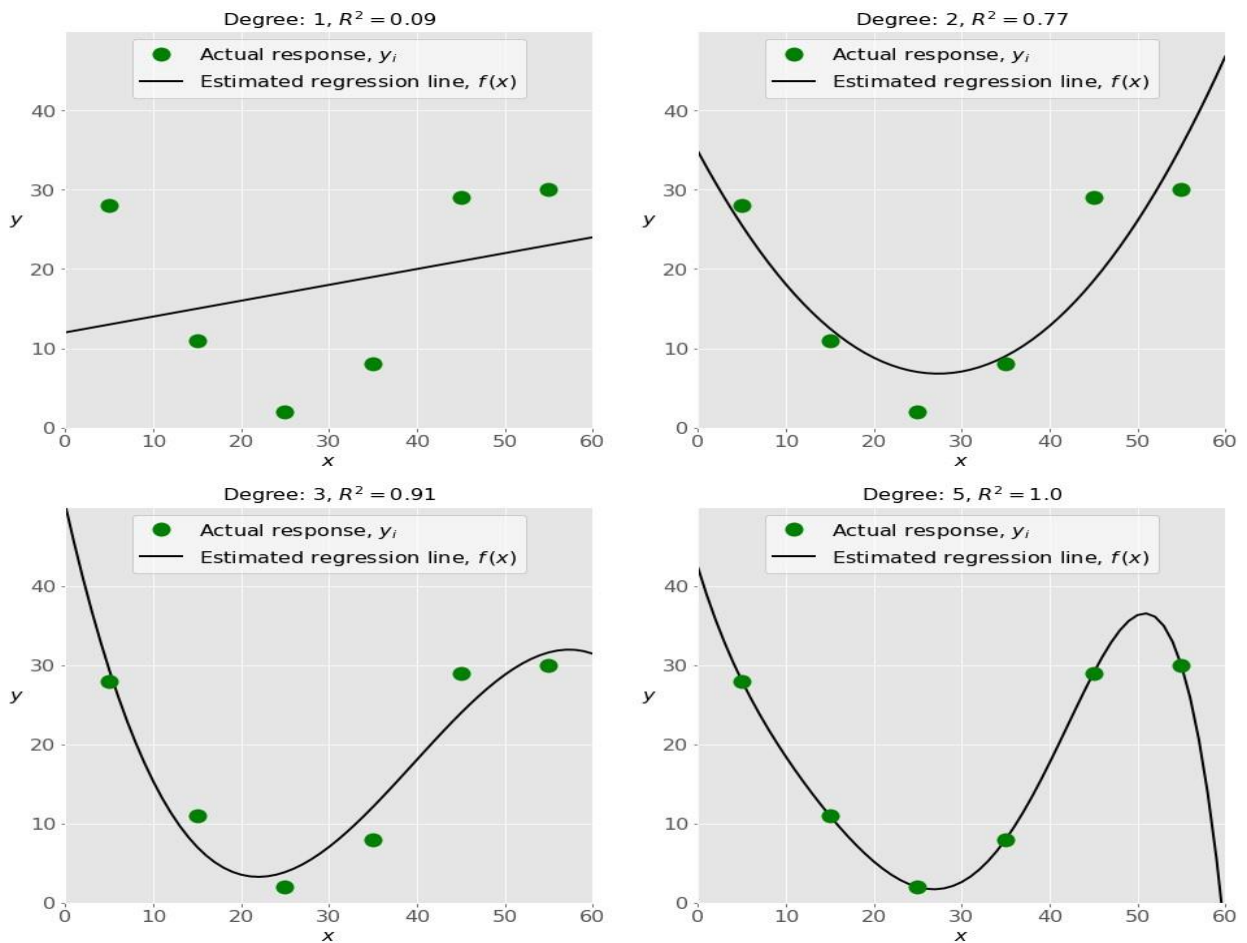 Degree: 1, R² = 0.09
Actual response, yᵢ
Estimated regression line, f(x)
40
30
y
20
10
0
0 10 20 30 40 50 60
x
Degree: 2, R² = 0.77
Actual response, yᵢ
Estimated regression line, f(x)
40
30
y
20
10
0
0 10 20 30 40 50 60
x
Degree: 3, R² = 0.91
Actual response, yᵢ
Estimated regression line, f(x)
40
30
y
20
10
0
0 10 20 30 40 50 60
x
Degree: 5, R² = 1.0
Actual response, yᵢ
Estimated regression line, f(x)
40
30
y
20
10
0
0 10 20 30 40 50 60
x